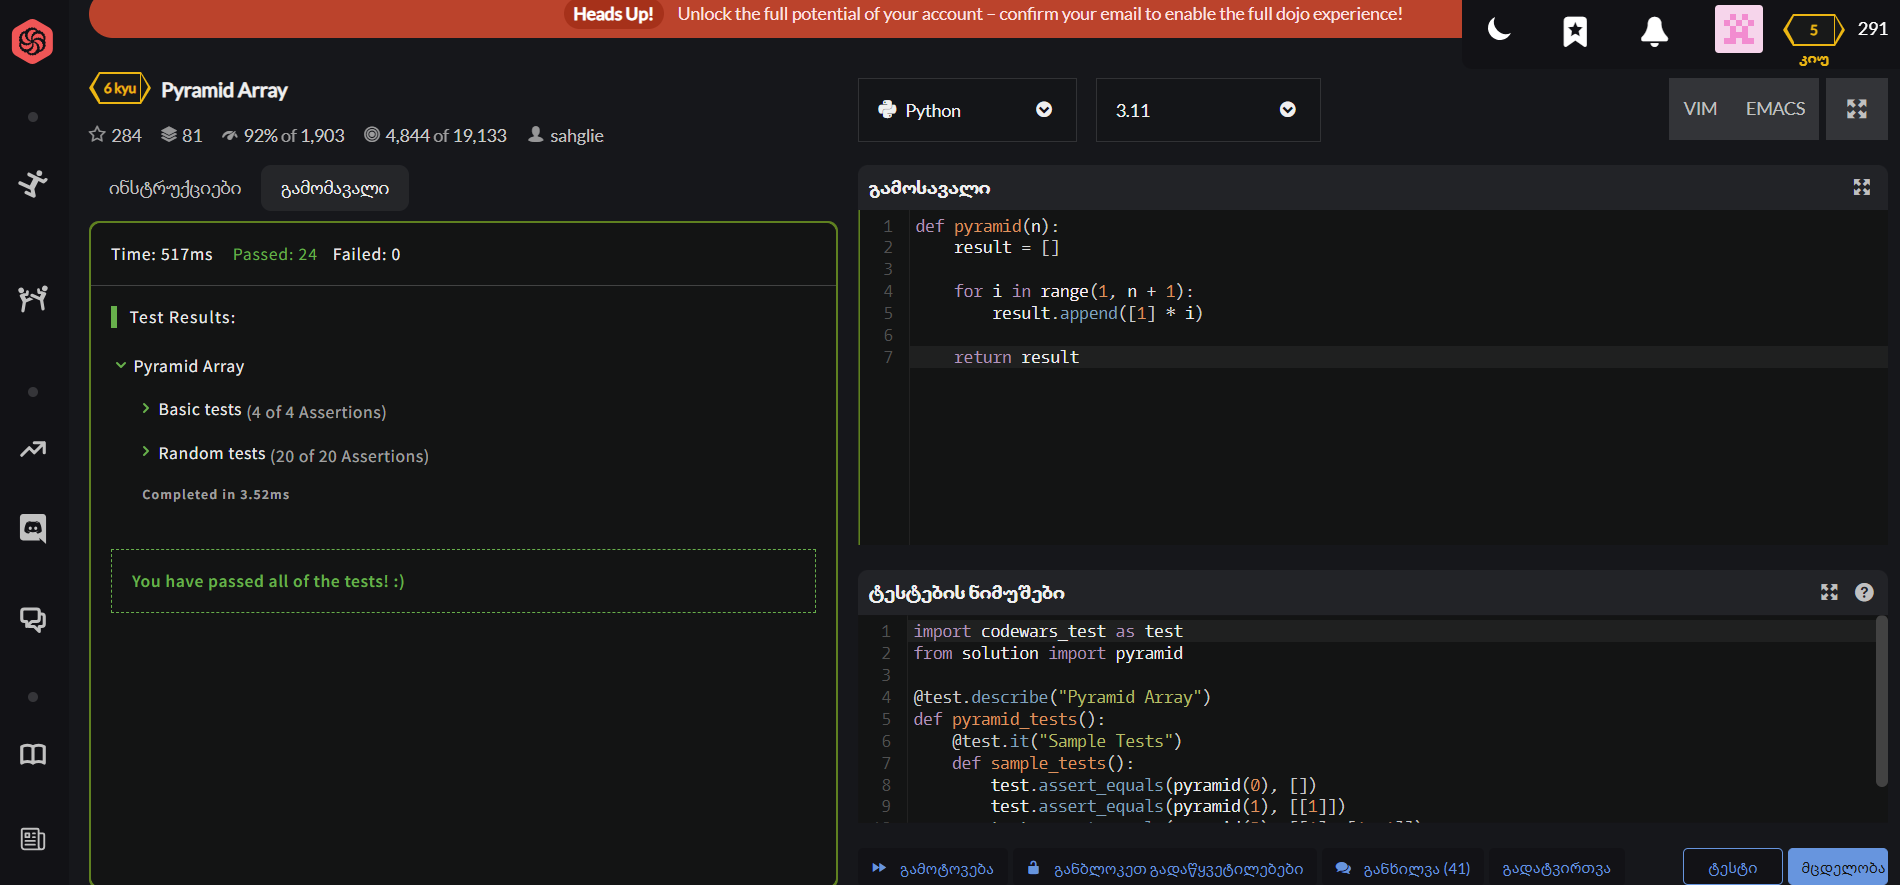 Heads Up! Unlock the full potential of your account – confirm your email to enable the full dojo experience!
5 291
კიუ
6 kyu Pyramid Array
284 81 92% of 1,903 4,844 of 19,133 sahglie
ინსტრუქციები გამომავალი
Time: 517ms Passed: 24 Failed: 0
Test Results:
Pyramid Array
Basic tests (4 of 4 Assertions)
Random tests (20 of 20 Assertions)
Completed in 3.52ms
You have passed all of the tests! :)
Python 3.11 VIM EMACS
გამოსავალი
1 def pyramid(n):
2 result = []
3
4 for i in range(1, n + 1):
5 result.append([1] * i)
6
7 return result
ტესტების ნიმუშები
1 import codewars_test as test
2 from solution import pyramid
3
4 @test.describe("Pyramid Array")
5 def pyramid_tests():
6 @test.it("Sample Tests")
7 def sample_tests():
8 test.assert_equals(pyramid(0), [])
9 test.assert_equals(pyramid(1), [[1]])
გამოტოვება განბლოკეთ გადაწყვეტილებები განხილვა (41) გადატვირთვა ტესტი მცდელობა